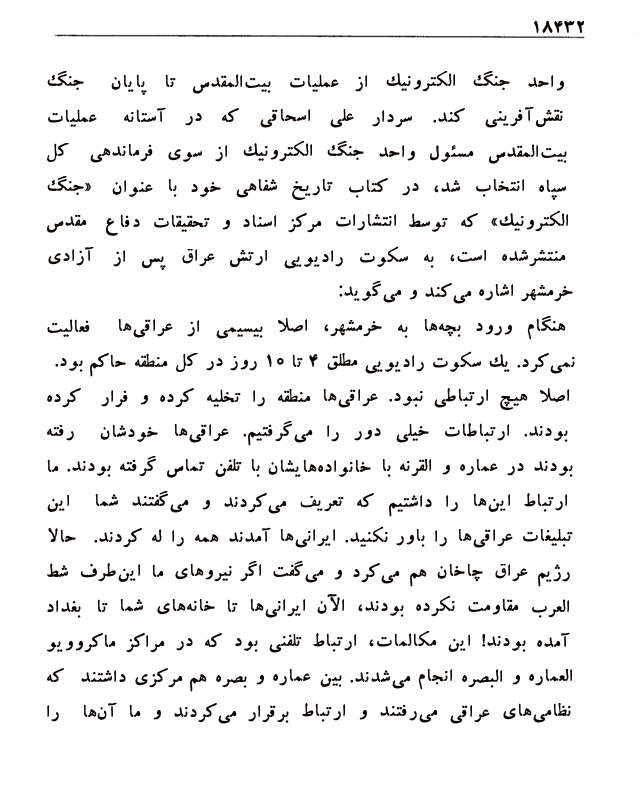 ۱۸۴۳۲
واحد جنگ الکترونیك از عملیات بیت‌المقدس تا پایان جنگ
نقش‌آفرینی کند. سردار علی اسحاقی که در آستانه عملیات
بیت‌المقدس مسئول واحد جنگ الکترونیك از سوی فرماندهی کل
سپاه انتخاب شد، در کتاب تاریخ شفاهی خود با عنوان «جنگ
الکترونیك» که توسط انتشارات مرکز اسناد و تحقیقات دفاع مقدس
منتشرشده است، به سکوت رادیویی ارتش عراق پس از آزادی
خرمشهر اشاره می‌کند و می‌گوید:
هنگام ورود بچه‌ها به خرمشهر، اصلا بیسیمی از عراقی‌ها فعالیت
نمی‌کرد. یك سکوت رادیویی مطلق ۴ تا ۱۵ روز در کل منطقه حاکم بود.
اصلا هیچ ارتباطی نبود. عراقی‌ها منطقه را تخلیه کرده و فرار کرده
بودند. ارتباطات خیلی دور را می‌گرفتیم. عراقی‌ها خودشان رفته
بودند در عماره و القرنه با خانواده‌هایشان با تلفن تماس گرفته بودند. ما
ارتباط این‌ها را داشتیم که تعریف می‌کردند و می‌گفتند شما این
تبلیغات عراقی‌ها را باور نکنید. ایرانی‌ها آمدند همه را له کردند. حالا
رژیم عراق چاخان هم می‌کرد و می‌گفت اگر نیروهای ما این‌طرف شط
العرب مقاومت نکرده بودند، الآن ایرانی‌ها تا خانه‌های شما تا بغداد
آمده بودند! این مکالمات، ارتباط تلفنی بود که در مراکز ماکروویو
العماره و البصره انجام می‌شدند. بین عماره و بصره هم مرکزی داشتند که
نظامی‌های عراقی می‌رفتند و ارتباط برقرار می‌کردند و ما آن‌ها را